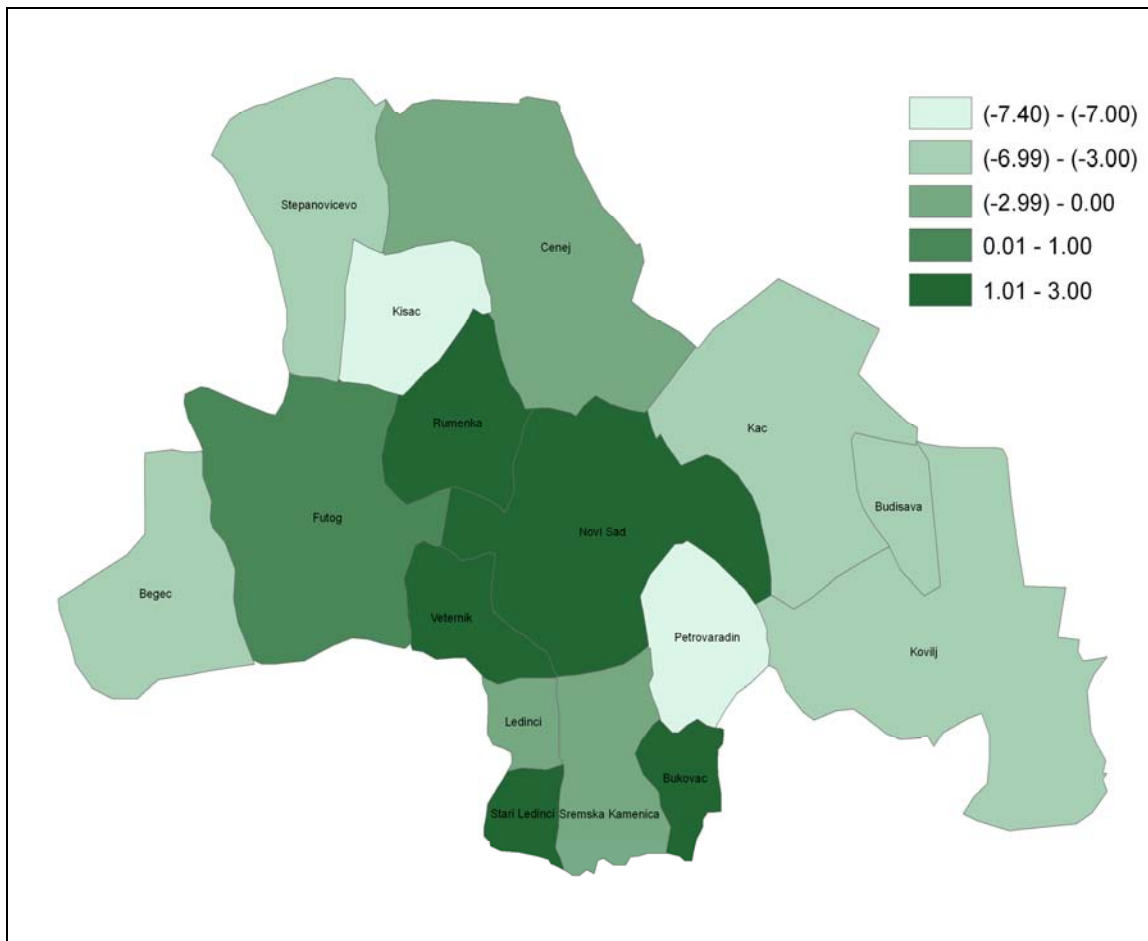 (-7.40) - (-7.00)
(-6.99) - (-3.00)
(-2.99) - 0.00
0.01 - 1.00
1.01 - 3.00
Stepanovicevo
Cenej
Kisac
Rumenka
Kac
Futog
Novi Sad
Budisava
Begec
Veternik
Petrovaradin
Kovilj
Ledinci
Bukovac
Stari Ledinci
Sremska Kamenica